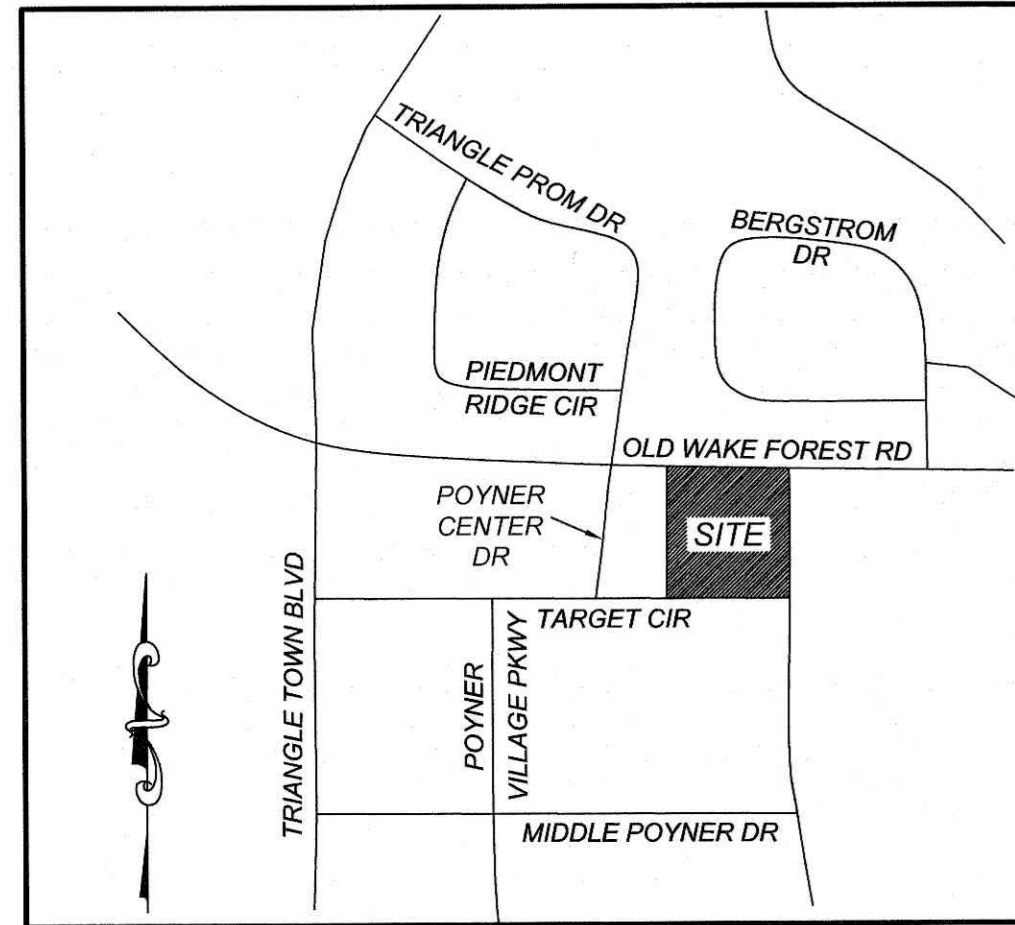 TRIANGLE PROM DR
BERGSTROM
DR
PIEDMONT
RIDGE CIR
OLD WAKE FOREST RD
POYNER
CENTER
DR
SITE
TRIANGLE TOWN BLVD
TARGET CIR
POYNER
VILLAGE PKWY
MIDDLE POYNER DR